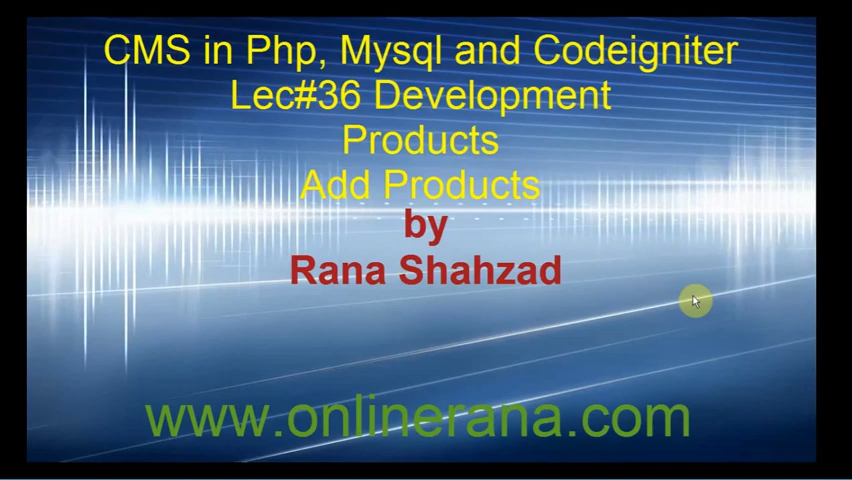 CMS in Php, Mysql and Codeigniter
Lec#36 Development
Products
Add Products
by
Rana Shahzad
www.onlinerana.com